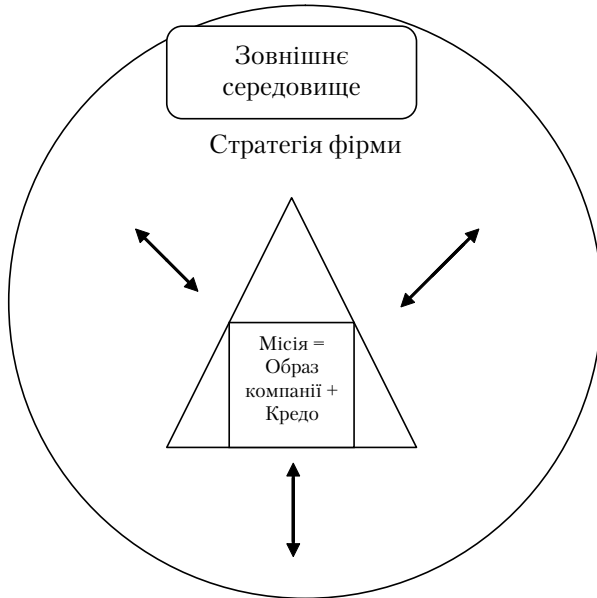 Зовнішнє
середовище
Стратегія фірми
Місія =
Образ
компанії +
Кредо